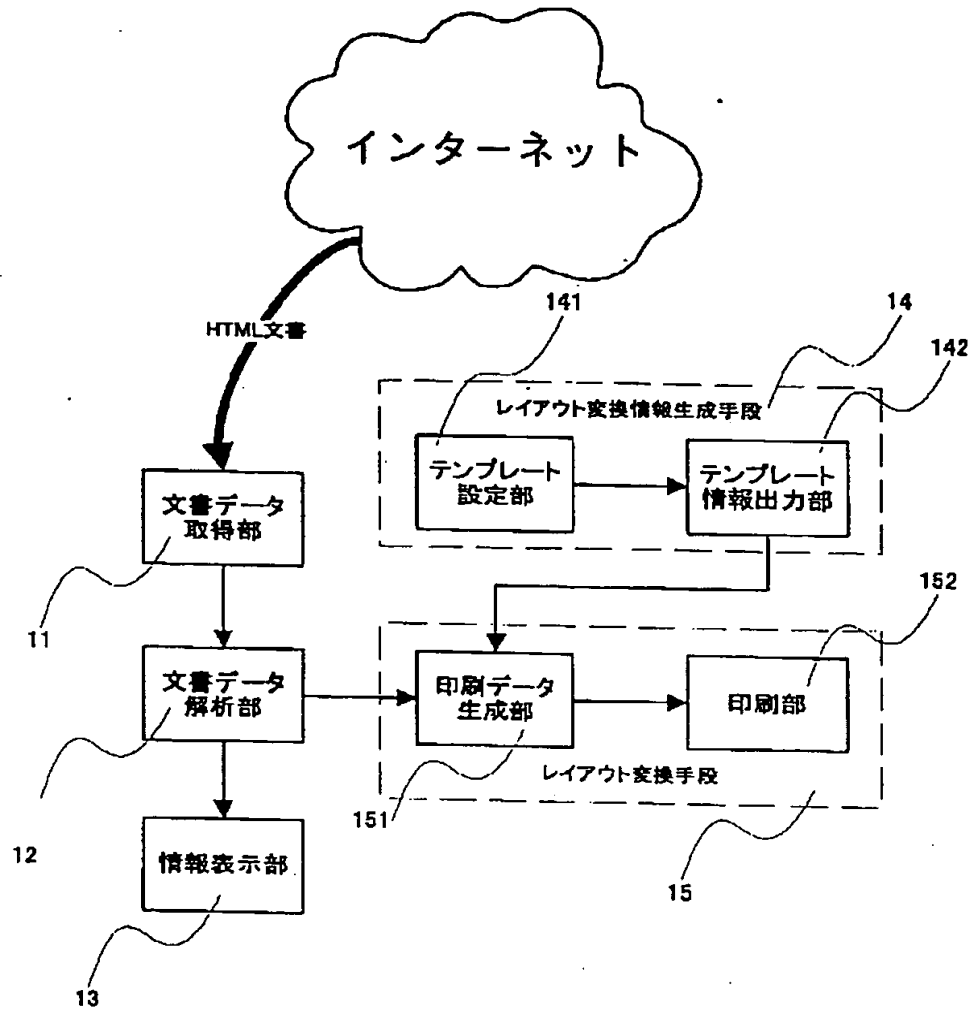 インターネット
HTML文書
141
14
142
レイアウト変換情報生成手段
テンプレート
設定部
テンプレート
情報出力部
文書データ
取得部
11
152
文書データ
解析部
印刷データ
生成部
印刷部
レイアウト変換手段
151
12
情報表示部
15
13